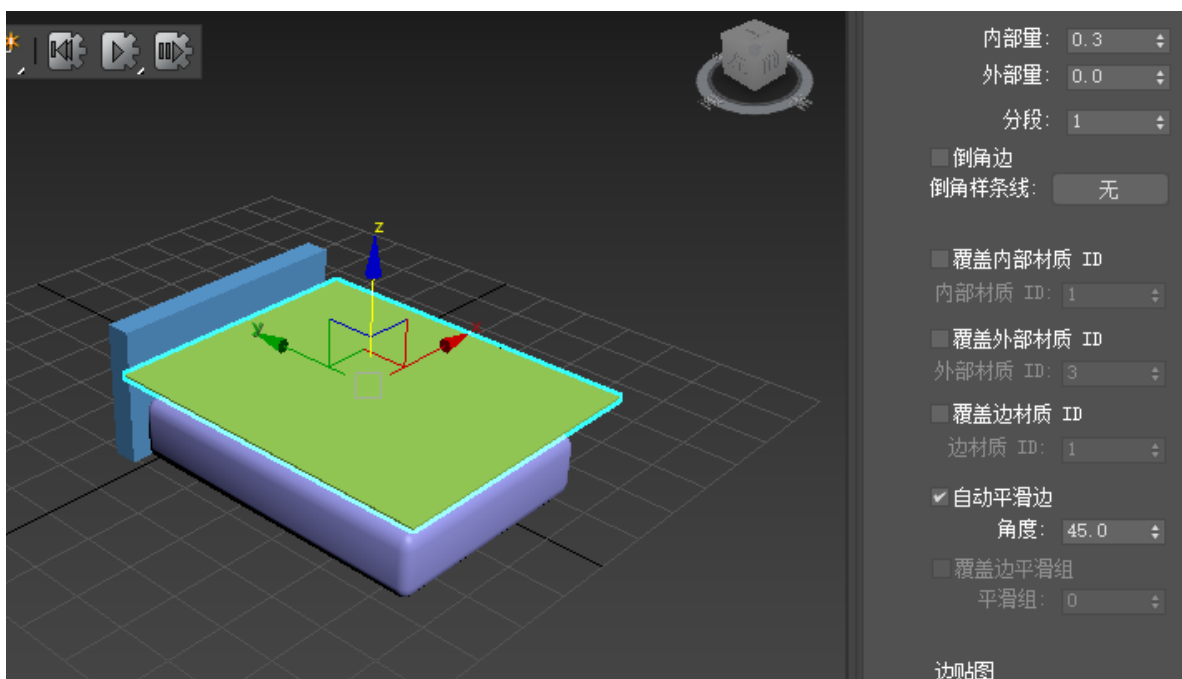 内部量: 0.3
外部量: 0.0
分段: 1
倒角边
倒角样条线: 无
覆盖内部材质 ID
内部材质 ID: 1
覆盖外部材质 ID
外部材质 ID: 3
覆盖边材质 ID
边材质 ID: 1
自动平滑边
角度: 45.0
覆盖边平滑组
平滑组: 0
边贴图
z
y